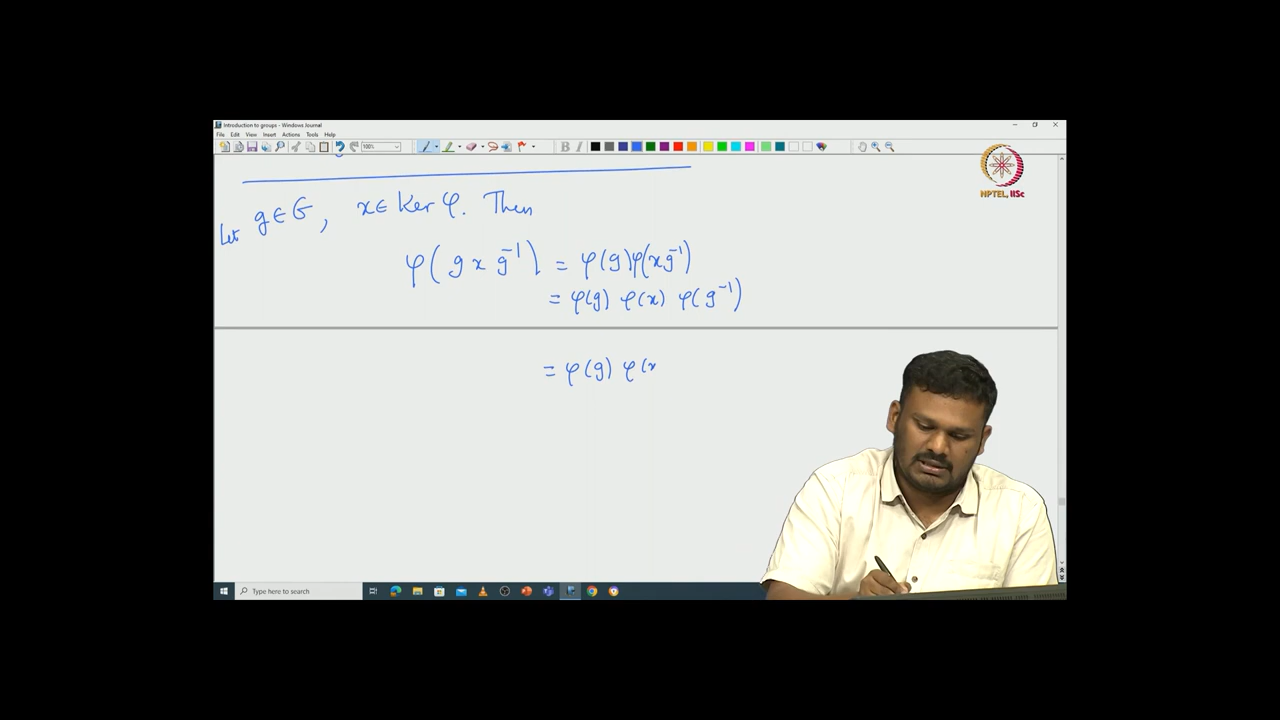 Introduction to groups - Windows Journal
File Edit View Insert Actions Tools Help
100%
B I
NPTEL, IISc
Let g ∈ G, x ∈ Ker φ. Then
φ(g x g⁻¹) = φ(g)φ(xg⁻¹)
= φ(g) φ(x) φ(g⁻¹)
= φ(g) φ(x
Type here to search